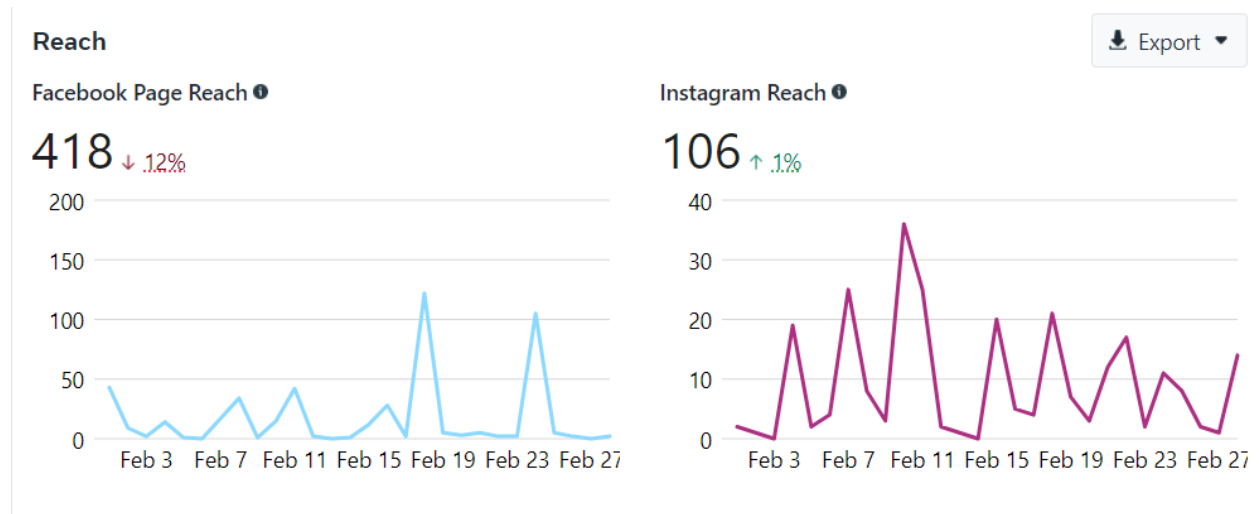 Reach
Export
Facebook Page Reach
418 ↓ 12%
200
150
100
50
0
Feb 3 Feb 7 Feb 11 Feb 15 Feb 19 Feb 23 Feb 27
Instagram Reach
106 ↑ 1%
40
30
20
10
0
Feb 3 Feb 7 Feb 11 Feb 15 Feb 19 Feb 23 Feb 27